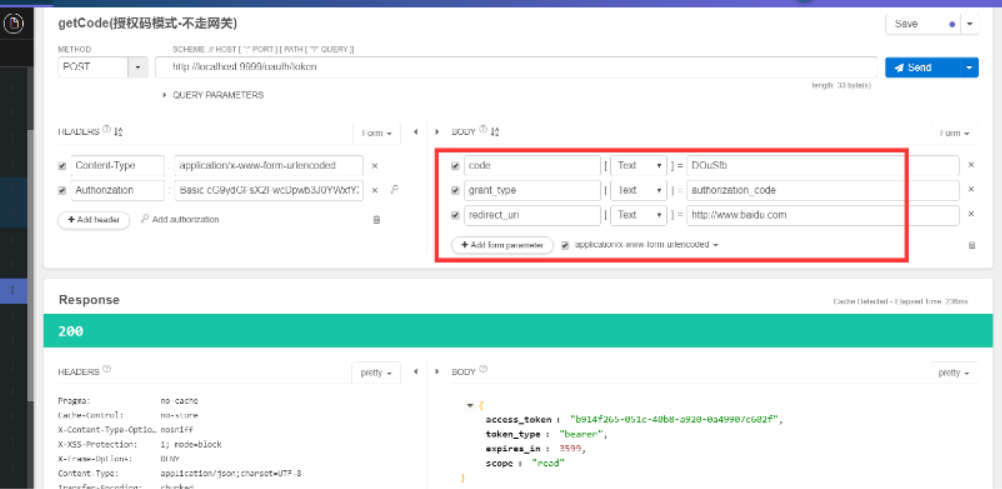 getCode(授权码模式-不走网关)
Save
METHOD
SCHEME :// HOST [ ":" PORT ] [ PATH [ "?" QUERY ]]
POST
http://localhost:9999/oauth/token
Send
length: 33 byte(s)
QUERY PARAMETERS
HEADERS
Form
BODY
Form
Content-Type : application/x-www-form-urlencoded
code [ Text ] = DOuSfb
Authorization :
grant_type [ Text ] = authorization_code
redirect_uri [ Text ] = http://www.baidu.com
+ Add header
Add authorization
+ Add form parameter
application/x-www-form-urlencoded
Response
Cache Detected - Elapsed Time: 236ms
200
HEADERS
pretty
BODY
pretty
Pragma: no-cache
Cache-Control: no-store
X-Content-Type-Optio… nosniff
X-XSS-Protection: 1; mode=block
X-Frame-Options: DENY
Content-Type: application/json;charset=UTF-8
Transfer-Encoding: chunked
{
access_token : "b914f265-051c-40b8-a920-0a49907c602f",
token_type : "bearer",
expires_in : 3599,
scope : "read"
}